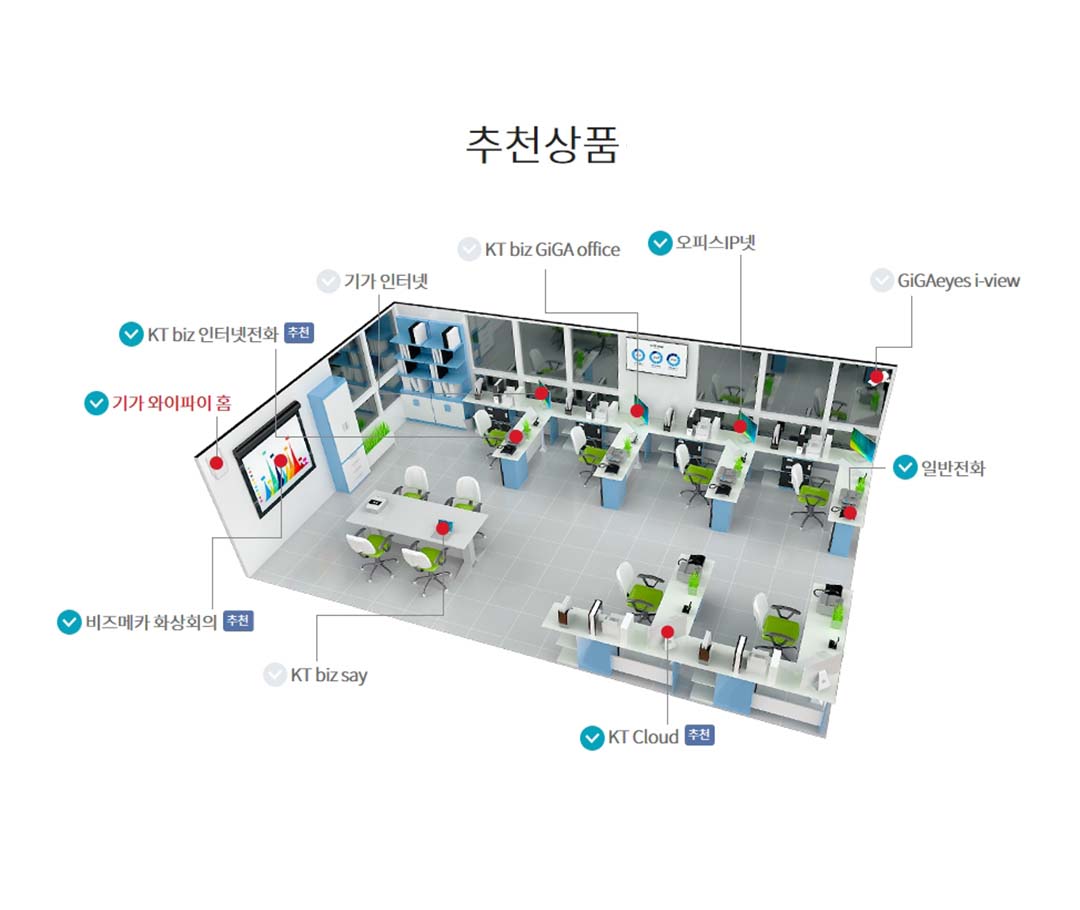 추천상품
KT biz GiGA office
오피스IP넷
기가 인터넷
GiGAeyes i-view
KT biz 인터넷전화 추천
기가 와이파이 홈
일반전화
비즈메카 화상회의 추천
KT biz say
KT Cloud 추천